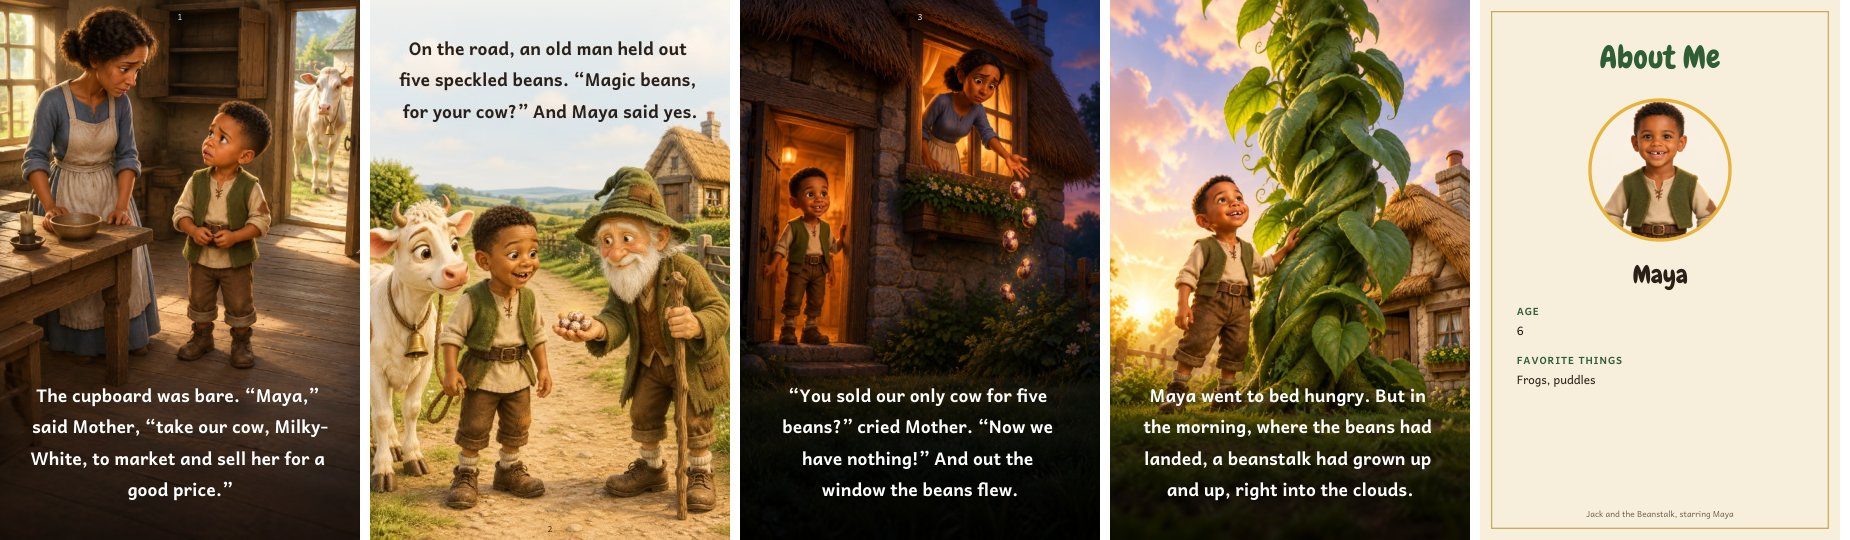 1
The cupboard was bare. “Maya,”
said Mother, “take our cow, Milky-
White, to market and sell her for a
good price.”
On the road, an old man held out
five speckled beans. “Magic beans,
for your cow?” And Maya said yes.
2
3
“You sold our only cow for five
beans?” cried Mother. “Now we
have nothing!” And out the
window the beans flew.
Maya went to bed hungry. But in
the morning, where the beans had
landed, a beanstalk had grown up
and up, right into the clouds.
About Me
Maya
AGE
6
FAVORITE THINGS
Frogs, puddles
Jack and the Beanstalk, starring Maya